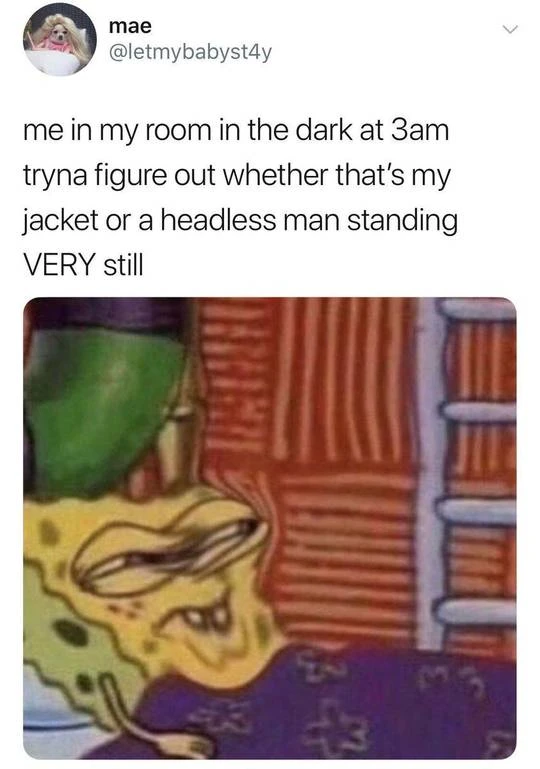 mae
@letmybabyst4y
me in my room in the dark at 3am
tryna figure out whether that's my
jacket or a headless man standing
VERY still